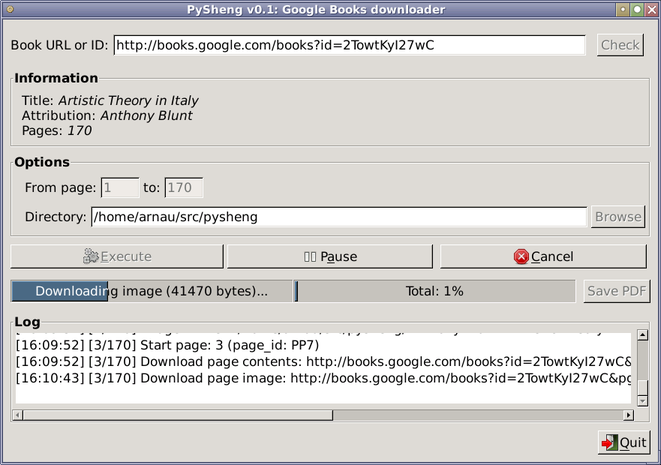 PySheng v0.1: Google Books downloader
Book URL or ID: http://books.google.com/books?id=2TowtKyI27wC Check
Information
Title: Artistic Theory in Italy
Attribution: Anthony Blunt
Pages: 170
Options
From page: 1 to: 170
Directory: /home/arnau/src/pysheng Browse
Execute Pause Cancel
Downloading image (41470 bytes)... Total: 1% Save PDF
Log
[16:09:52] [3/170] Start page: 3 (page_id: PP7)
[16:09:52] [3/170] Download page contents: http://books.google.com/books?id=2TowtKyI27wC&
[16:10:43] [3/170] Download page image: http://books.google.com/books?id=2TowtKyI27wC&pg
Quit